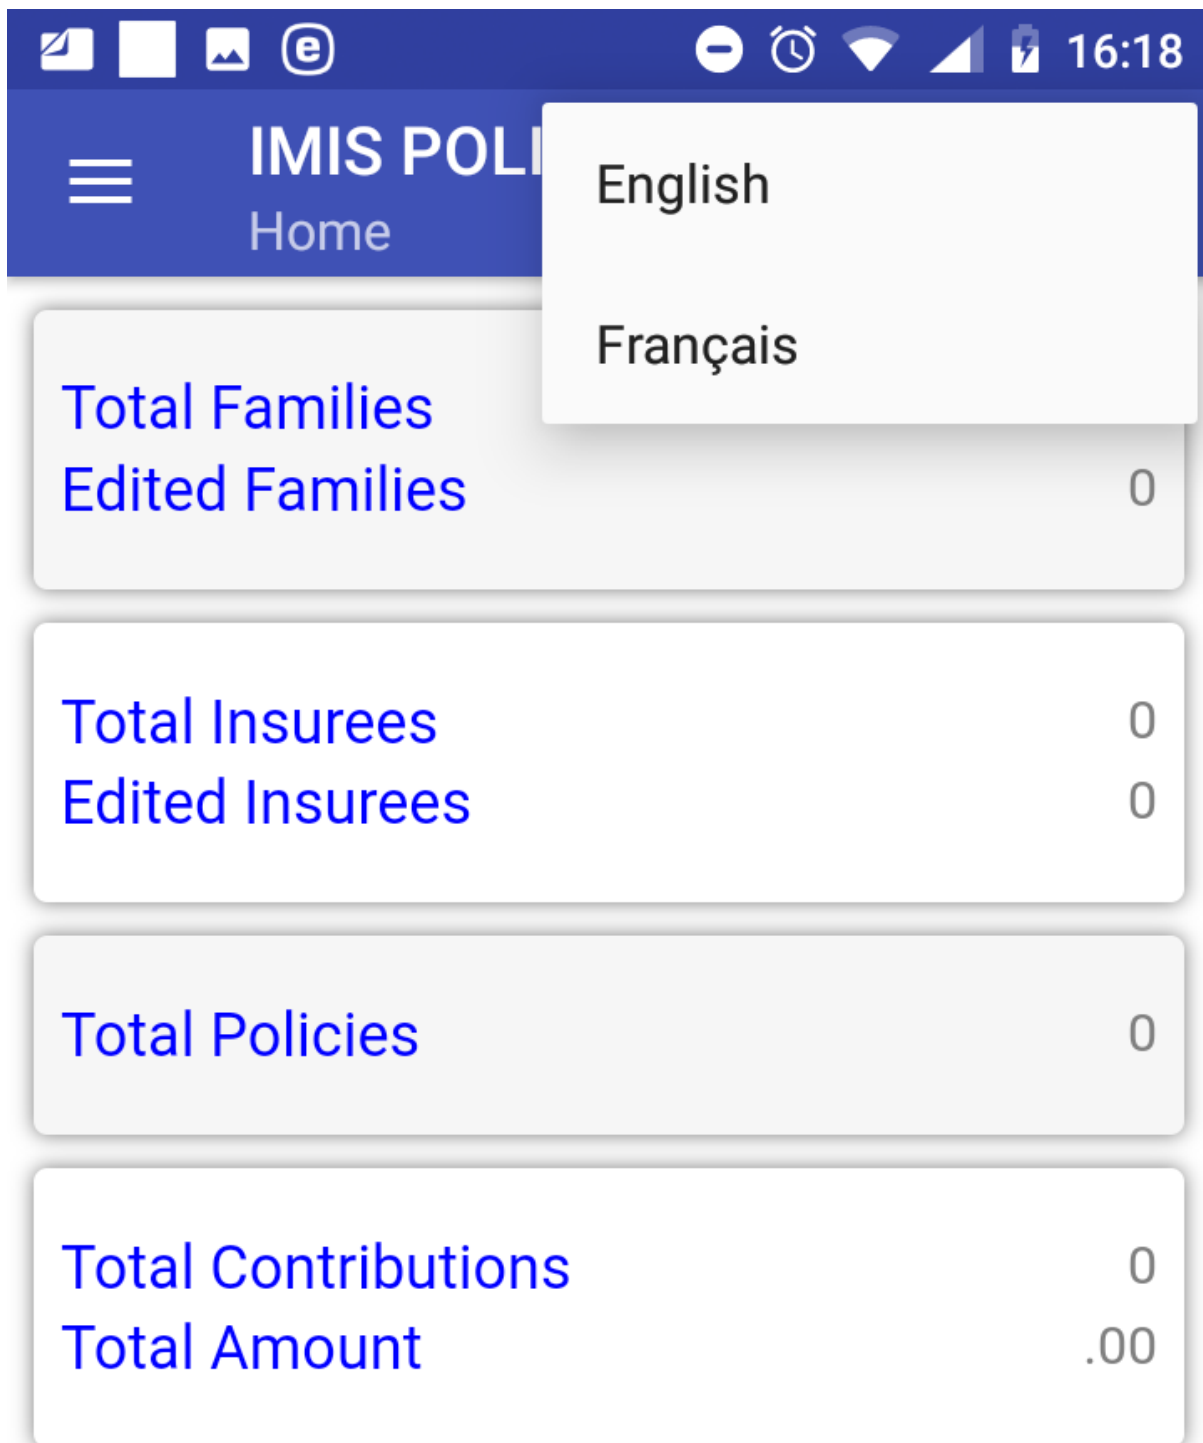 16:18
IMIS POLI
Home
English
Français
Total Families
Edited Families 0
Total Insurees 0
Edited Insurees 0
Total Policies 0
Total Contributions 0
Total Amount .00